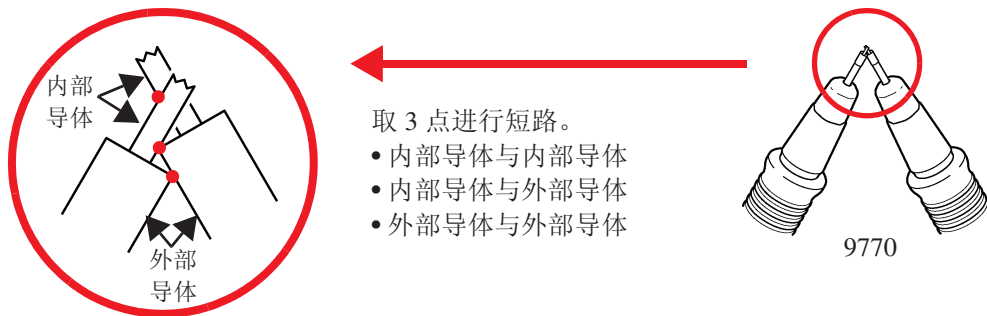 内部
导体
外部
导体
取 3 点进行短路。
• 内部导体与内部导体
• 内部导体与外部导体
• 外部导体与外部导体
9770